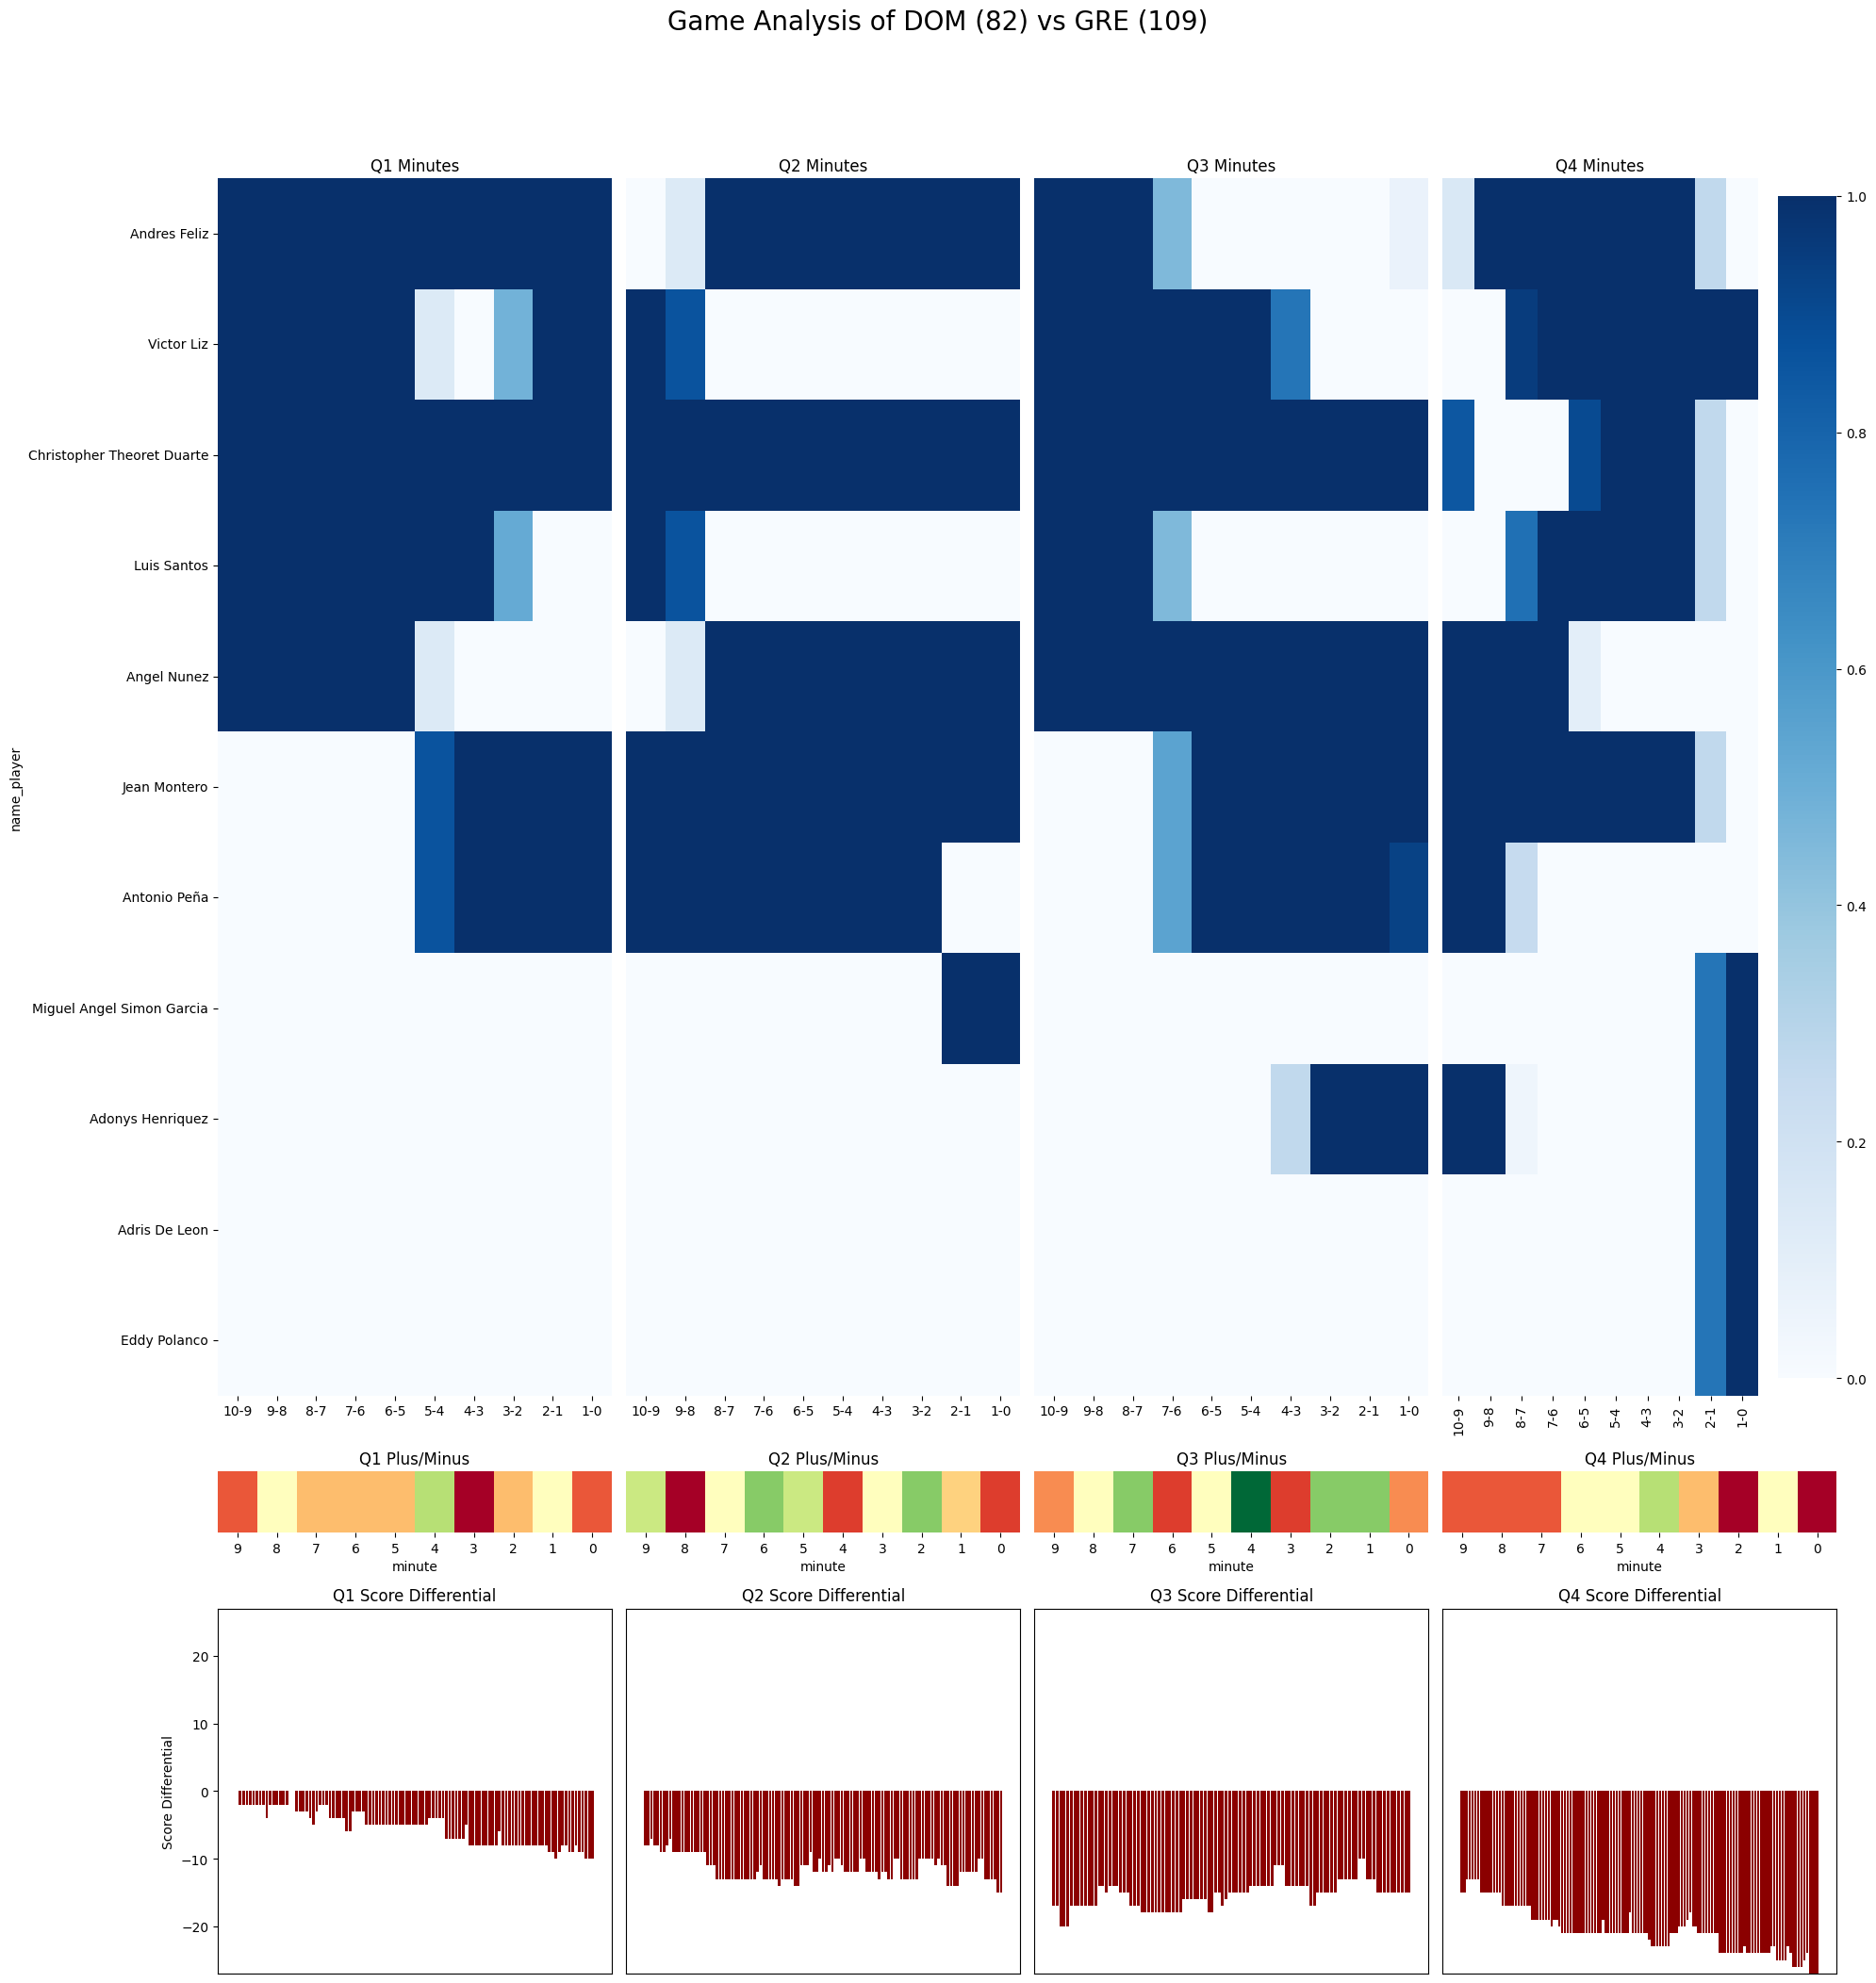 Game Analysis of DOM (82) vs GRE (109)
Q1 Minutes Q2 Minutes Q3 Minutes Q4 Minutes
name_player
Andres Feliz
Victor Liz
Christopher Theoret Duarte
Luis Santos
Angel Nunez
Jean Montero
Antonio Peña
Miguel Angel Simon Garcia
Adonys Henriquez
Adris De Leon
Eddy Polanco
1.0
0.8
0.6
0.4
0.2
0.0
10-9 9-8 8-7 7-6 6-5 5-4 4-3 3-2 2-1 1-0 10-9 9-8 8-7 7-6 6-5 5-4 4-3 3-2 2-1 1-0 10-9 9-8 8-7 7-6 6-5 5-4 4-3 3-2 2-1 1-0 10-9 9-8 8-7 7-6 6-5 5-4 4-3 3-2 2-1 1-0
Q1 Plus/Minus Q2 Plus/Minus Q3 Plus/Minus Q4 Plus/Minus
9 8 7 6 5 4 3 2 1 0 9 8 7 6 5 4 3 2 1 0 9 8 7 6 5 4 3 2 1 0 9 8 7 6 5 4 3 2 1 0
minute minute minute minute
Q1 Score Differential Q2 Score Differential Q3 Score Differential Q4 Score Differential
Score Differential
20
10
0
−10
−20